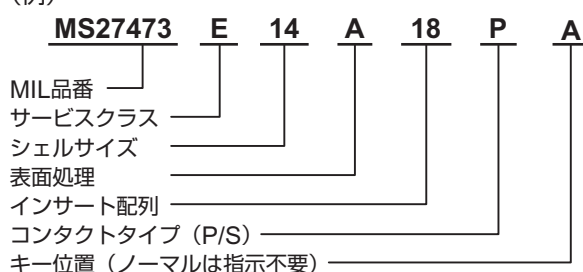 MS27473 E 14 A 18 P A
MIL品番
サービスクラス
シェルサイズ
表面処理
インサート配列
コンタクトタイプ（P/S）
キー位置（ノーマルは指示不要）